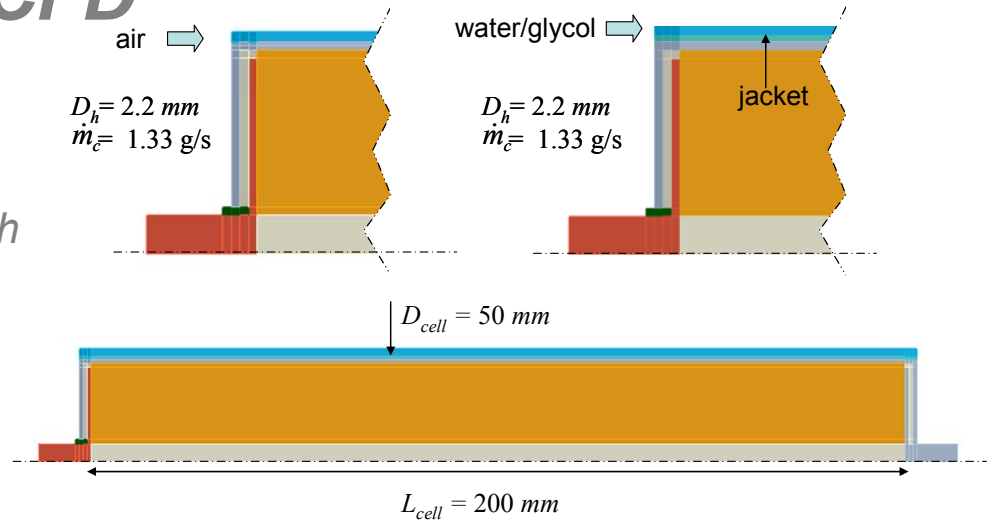 CFD
air
water/glycol
jacket
D_h = 2.2 mm
ṁ_c = 1.33 g/s
D_h = 2.2 mm
ṁ_c = 1.33 g/s
h
D_cell = 50 mm
L_cell = 200 mm